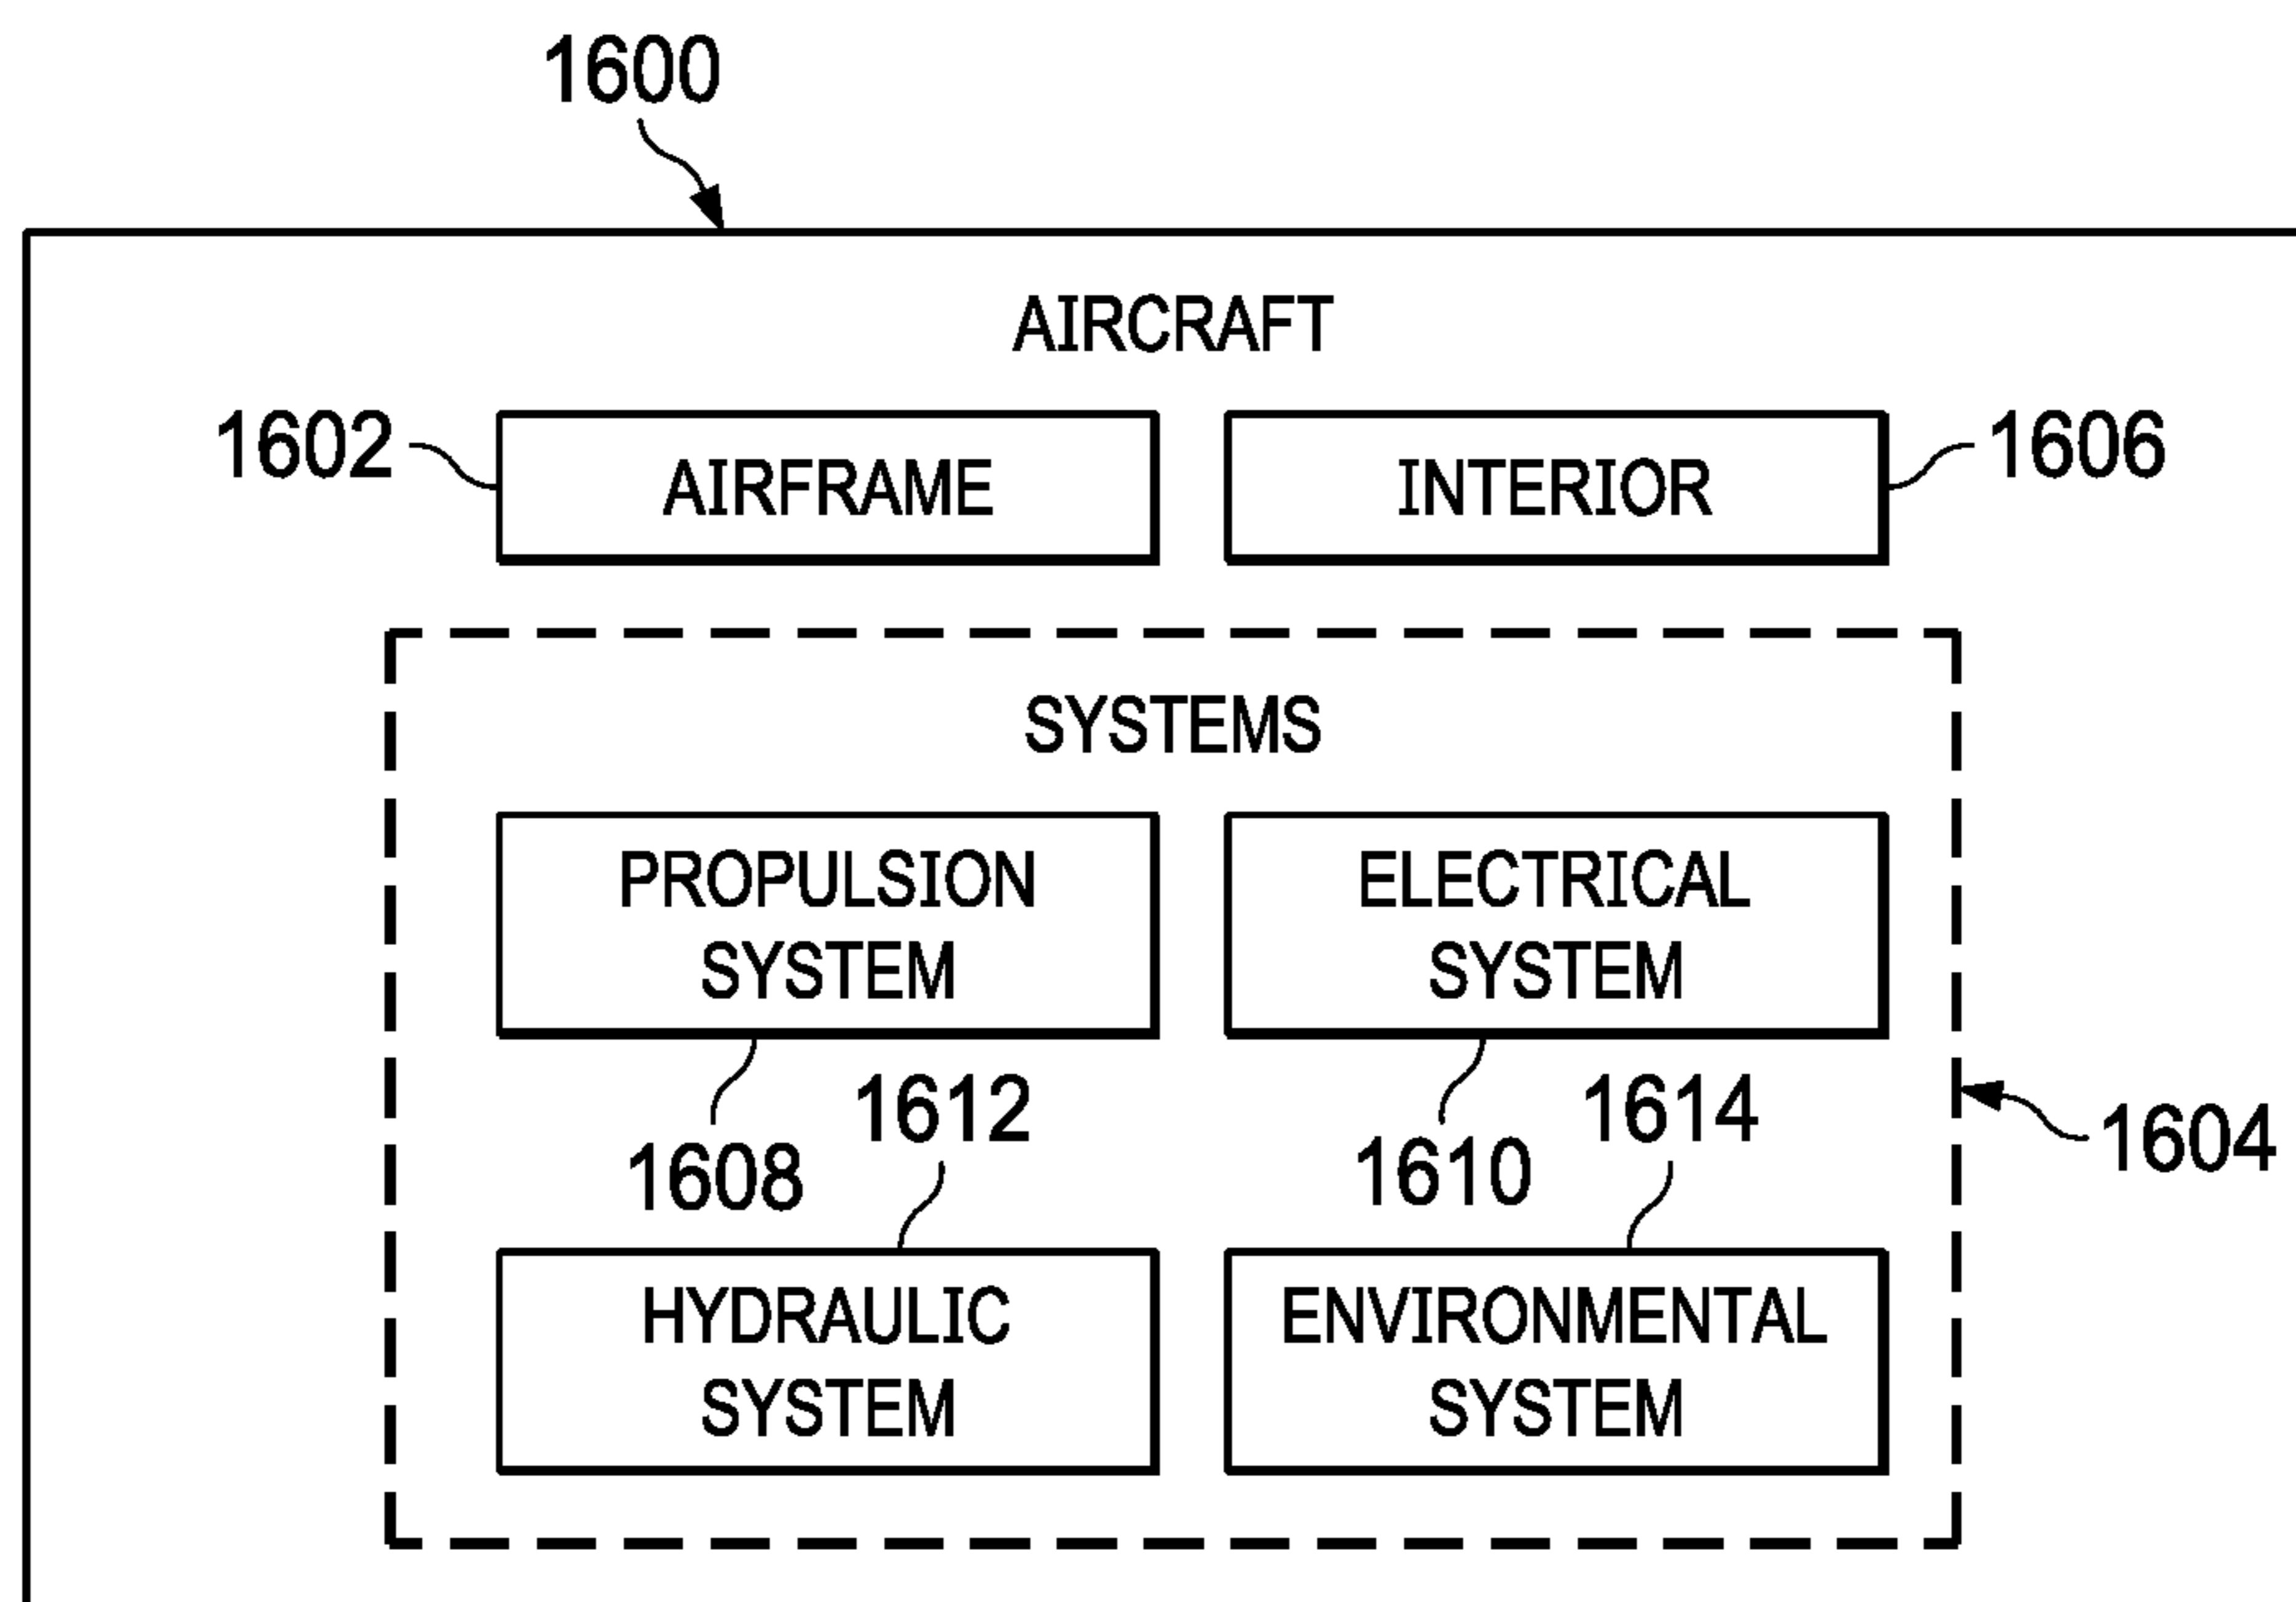 1600
AIRCRAFT
1602 AIRFRAME INTERIOR 1606
SYSTEMS
PROPULSION ELECTRICAL
SYSTEM SYSTEM
1612 1614
1608 1610 1604
HYDRAULIC ENVIRONMENTAL
SYSTEM SYSTEM